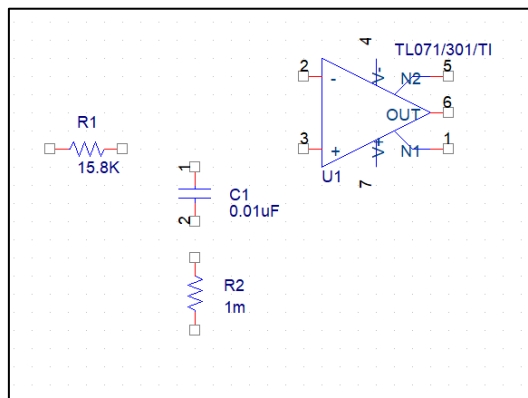 4
TL071/301/TI
2
-
V-
N2
5
OUT
6
3
+
V+
N1
1
U1
7
R1
15.8K
1
C1
0.01uF
2
R2
1m